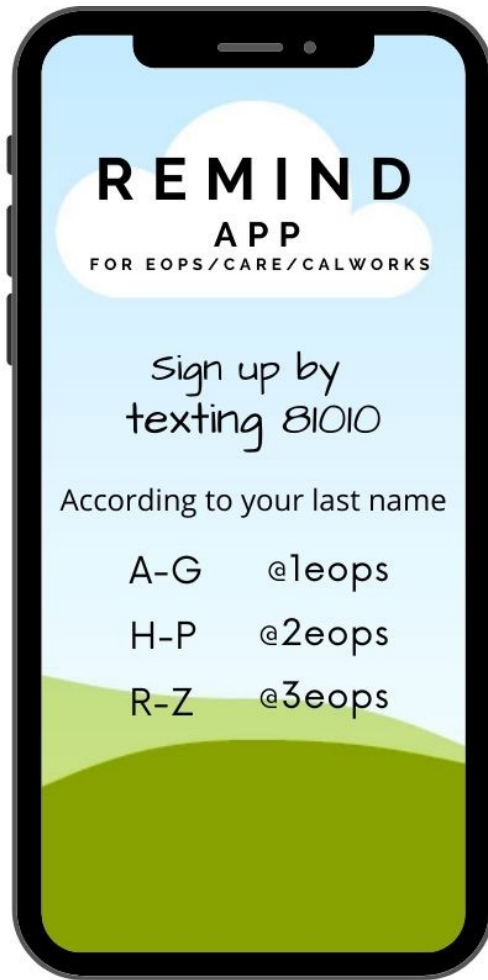 REMIND
APP
FOR EOPS/CARE/CALWORKS
Sign up by
texting 81010
According to your last name
A-G @1eops
H-P @2eops
R-Z @3eops